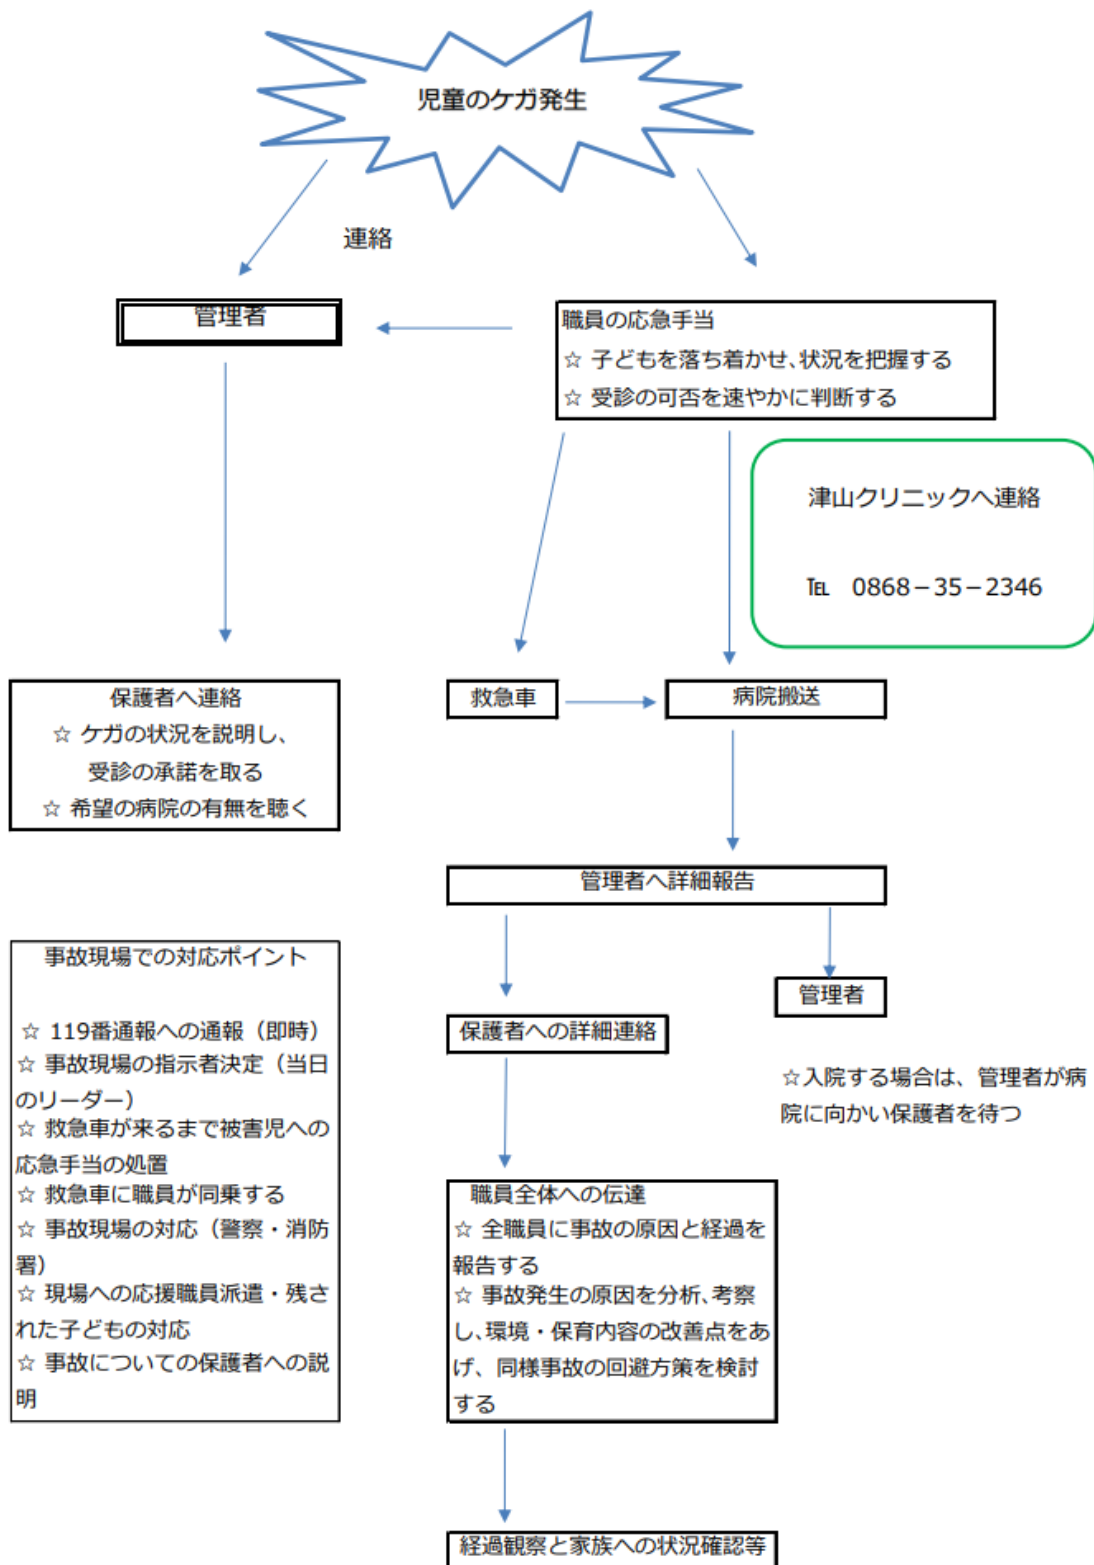 児童のケガ発生
連絡
管理者
職員の応急手当
☆ 子どもを落ち着かせ、状況を把握する
☆ 受診の可否を速やかに判断する
津山クリニックへ連絡
℡ 0868－35－2346
保護者へ連絡
☆ ケガの状況を説明し、
受診の承諾を取る
☆ 希望の病院の有無を聴く
救急車
病院搬送
管理者へ詳細報告
管理者
保護者への詳細連絡
☆入院する場合は、管理者が病
院に向かい保護者を待つ
事故現場での対応ポイント
☆ 119番通報への通報（即時）
☆ 事故現場の指示者決定（当日
のリーダー）
☆ 救急車が来るまで被害児への
応急手当の処置
☆ 救急車に職員が同乗する
☆ 事故現場の対応（警察・消防
署）
☆ 現場への応援職員派遣・残さ
れた子どもの対応
☆ 事故についての保護者への説
明
職員全体への伝達
☆ 全職員に事故の原因と経過を
報告する
☆ 事故発生の原因を分析、考察
し、環境・保育内容の改善点をあ
げ、同様事故の回避方策を検討
する
経過観察と家族への状況確認等